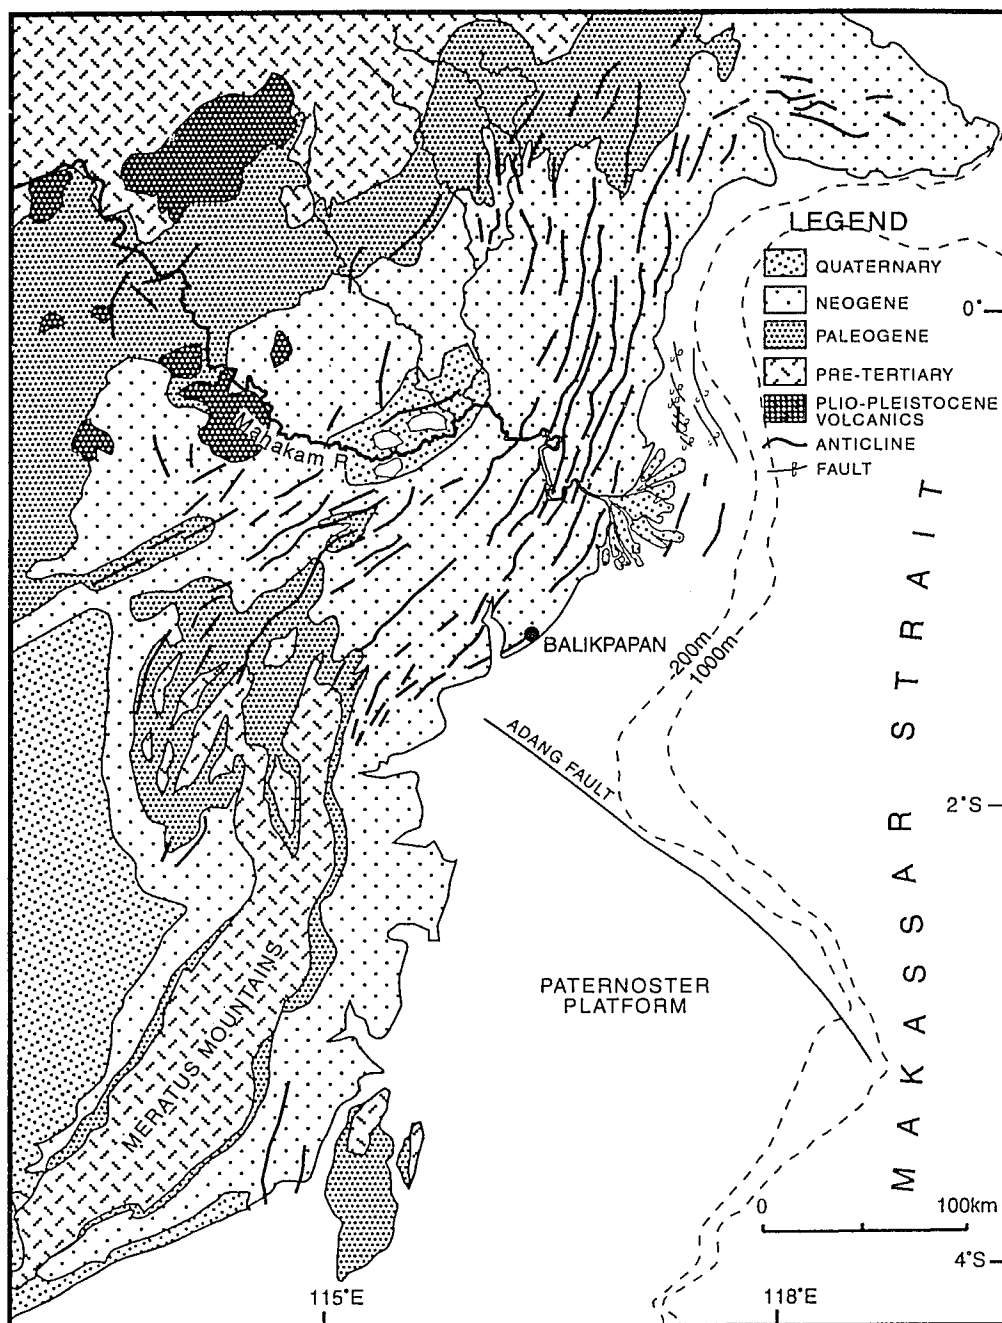 LEGEND
QUATERNARY
NEOGENE
PALEOGENE
PRE-TERTIARY
PLIO-PLEISTOCENE
VOLCANICS
ANTICLINE
FAULT
0°
Mahakam R.
BALIKPAPAN
200m
1000m
ADANG FAULT
2°S
MAKASSAR STRAIT
PATERNOSTER
PLATFORM
MERATUS MOUNTAINS
0 100km
4°S
115°E
118°E